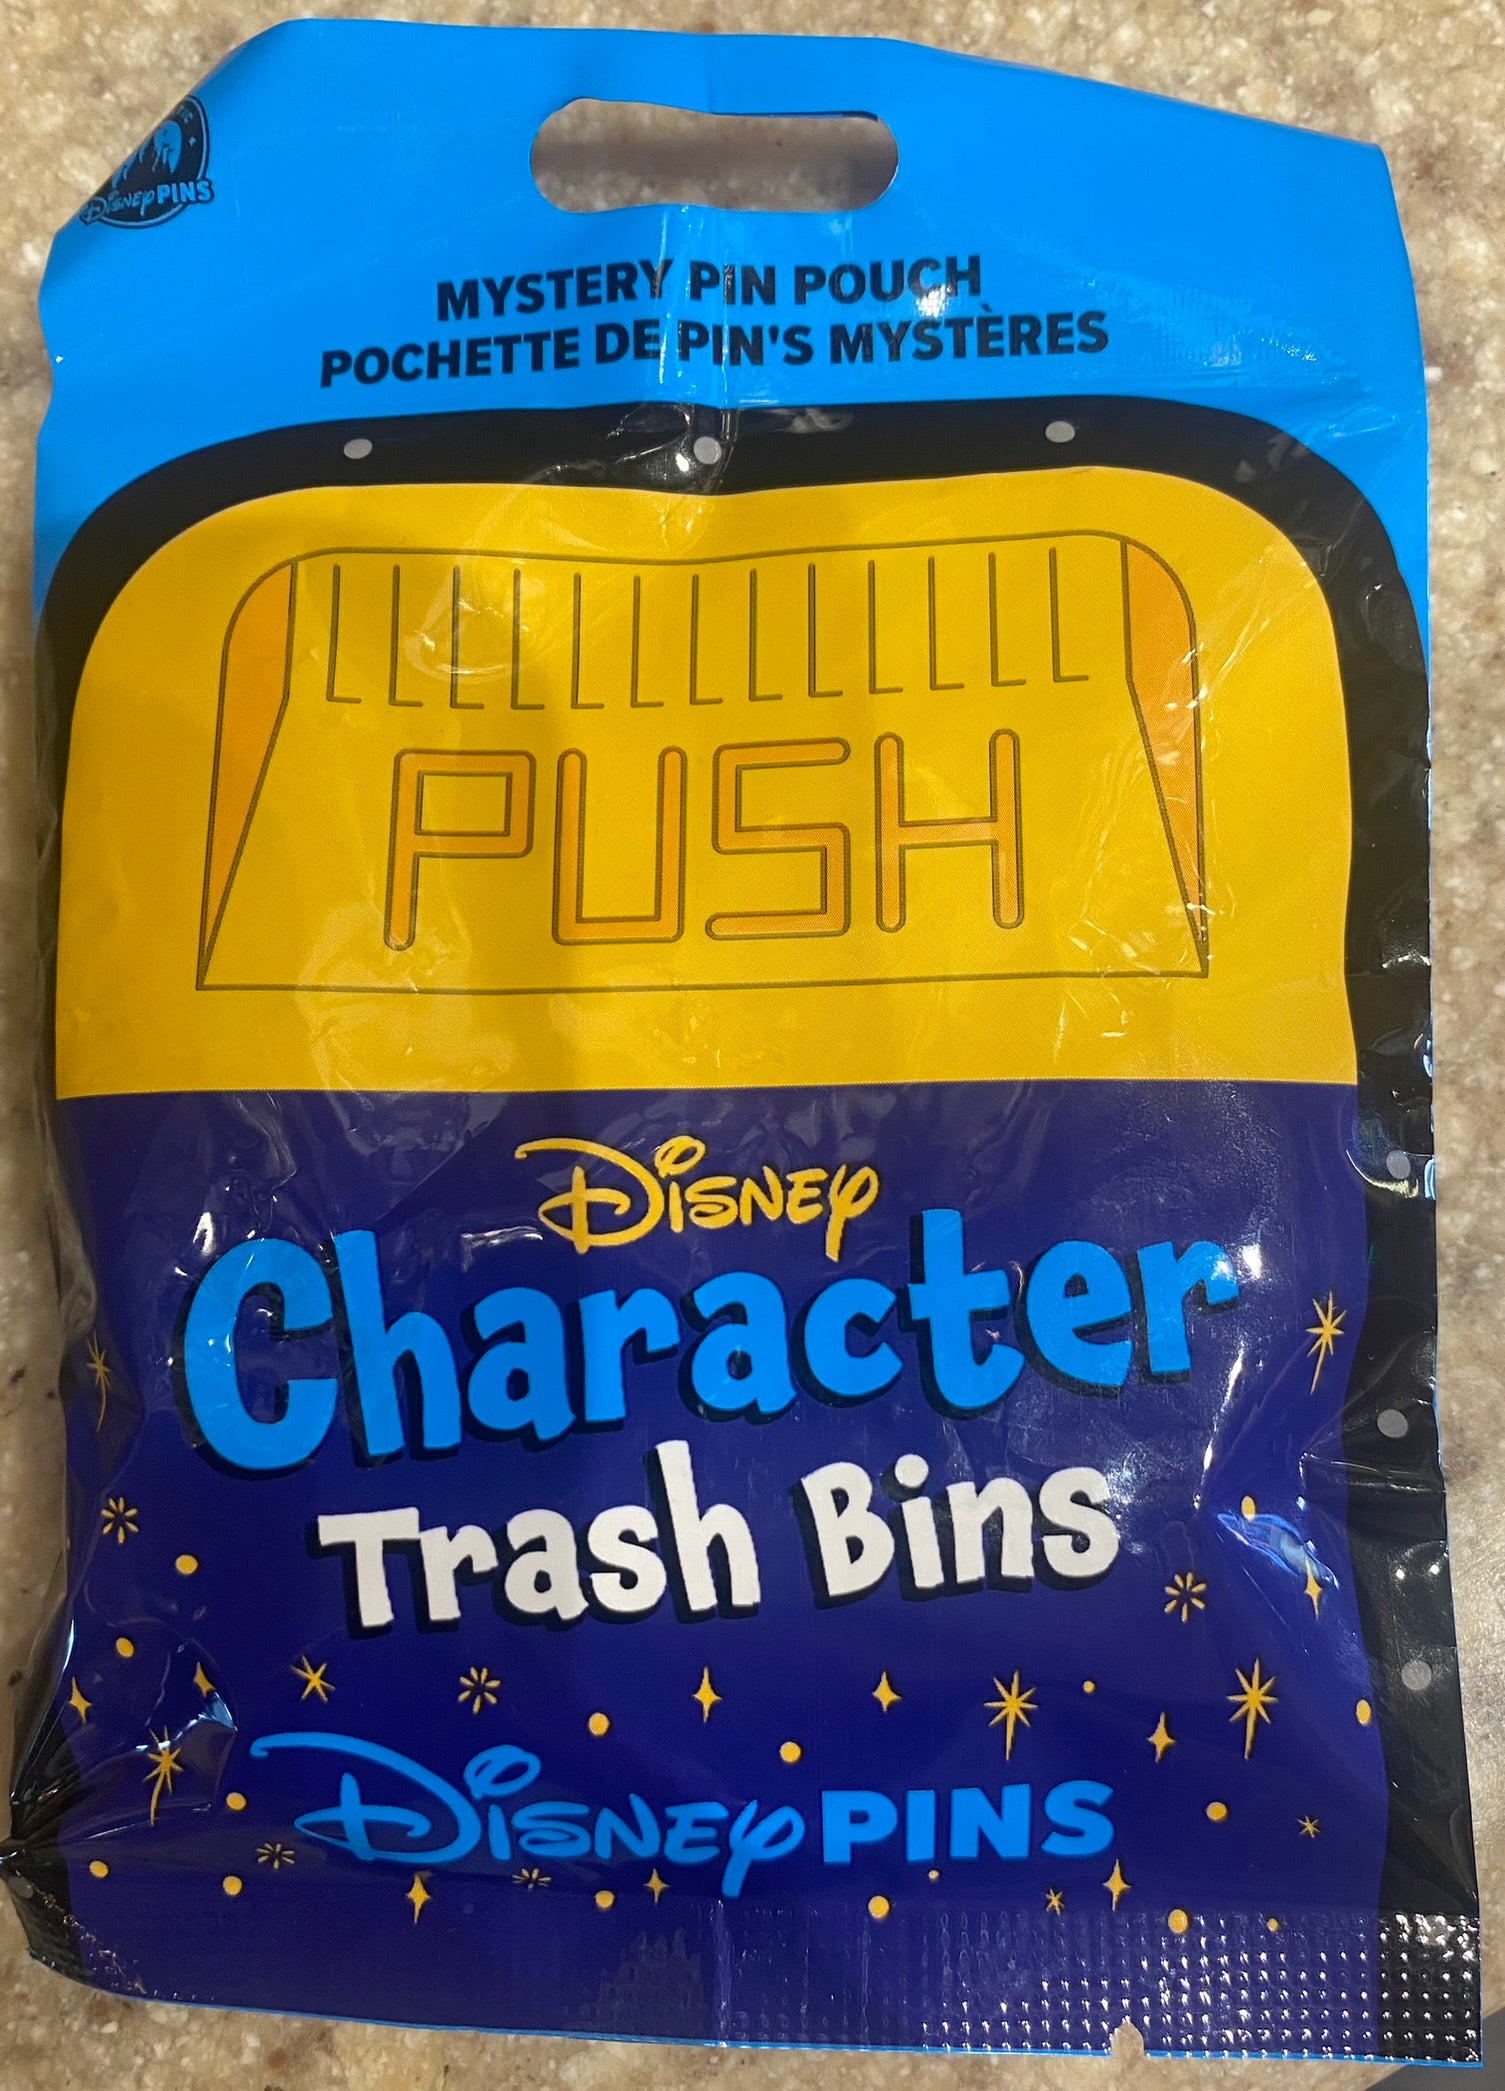 DISNEY PINS
MYSTERY PIN POUCH
POCHETTE DE PIN'S MYSTÈRES
PUSH
DISNEY
Character
Trash Bins
DISNEY PINS